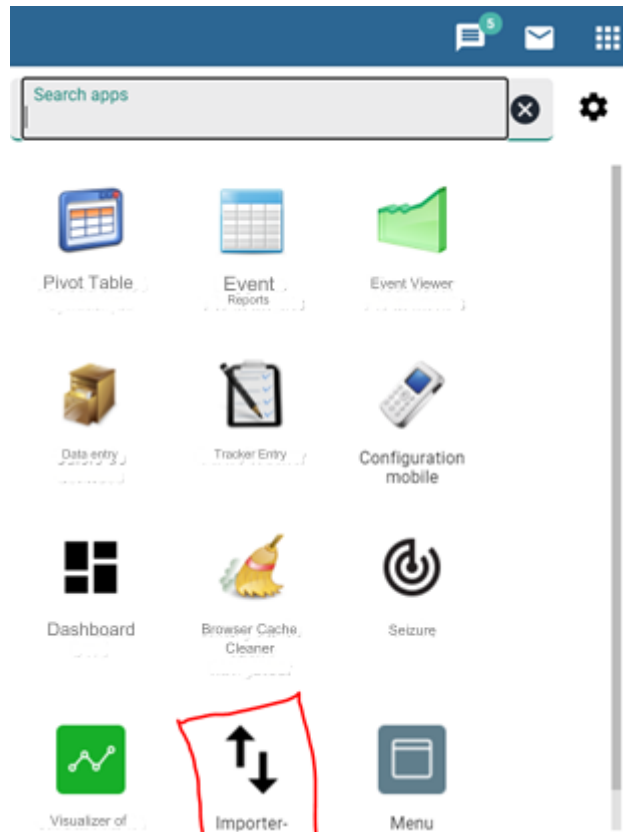 5
Search apps
Pivot Table
Event
Reports
Event Viewer
Data entry
Tracker Entry
Configuration
mobile
Dashboard
Browser Cache
Cleaner
Seizure
Visualizer of
Importer-
Menu